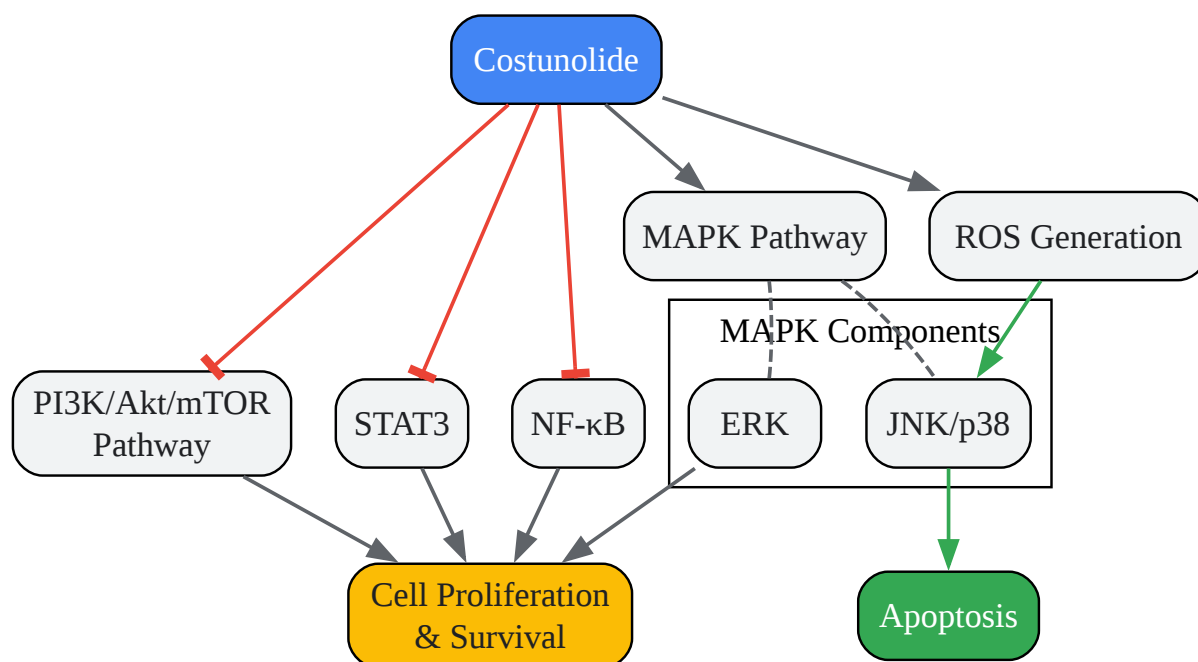 Costunolide
MAPK Pathway
ROS Generation
MAPK Components
PI3K/Akt/mTOR
Pathway
STAT3
NF-κB
ERK
JNK/p38
Cell Proliferation
& Survival
Apoptosis